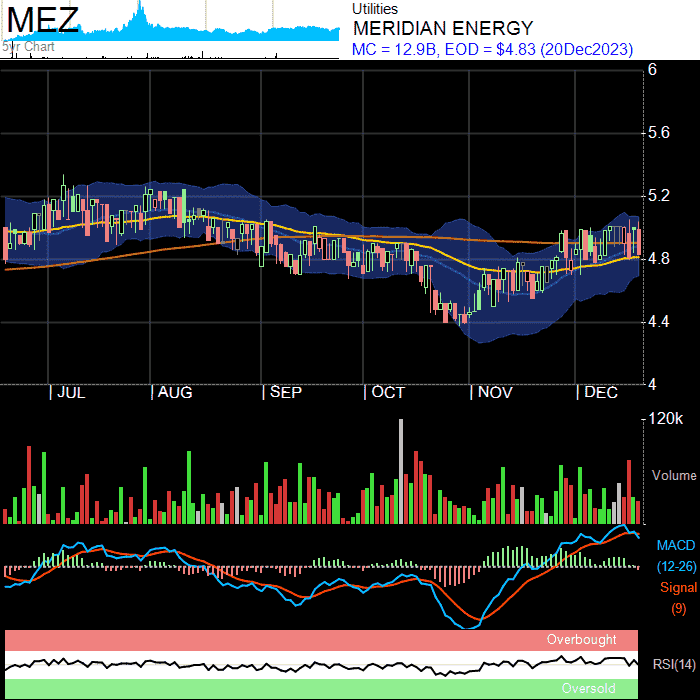 MEZ
5yr Chart
Utilities
MERIDIAN ENERGY
MC = 12.9B, EOD = $4.83 (20Dec2023)
6
5.6
5.2
4.8
4.4
4
JUL AUG SEP OCT NOV DEC
120k
Volume
MACD
(12-26)
Signal
(9)
Overbought
RSI(14)
Oversold